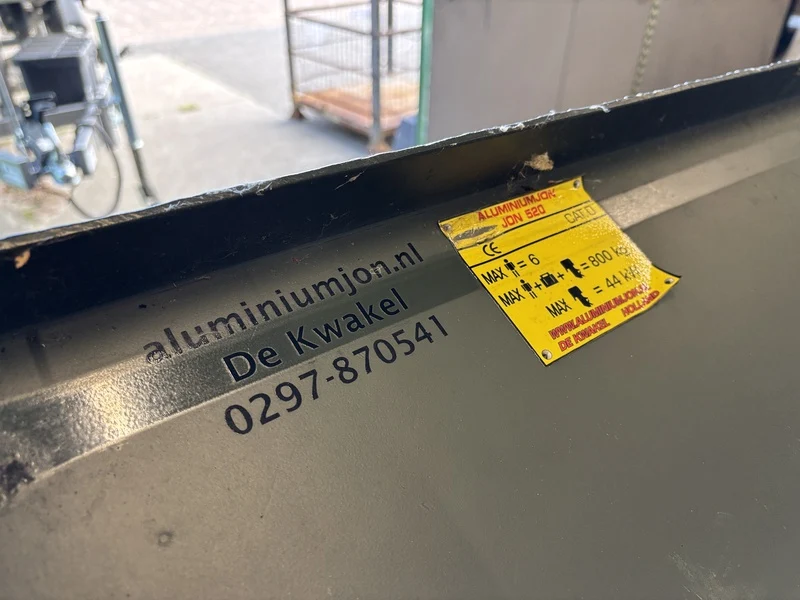 aluminiumjon.nl
De Kwakel
0297-870541
ALUMINIUMJON
JON 520
CAT. D
CE
MAX = 6
MAX + + = 800 KG
MAX = 44 kW
WWW.ALUMINIUMJON.
DE KWAKEL HOLLAND